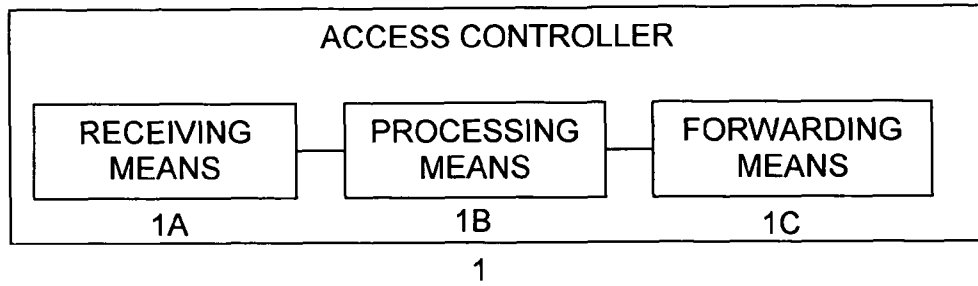 ACCESS CONTROLLER
RECEIVING
MEANS
PROCESSING
MEANS
FORWARDING
MEANS
1A
1B
1C
1